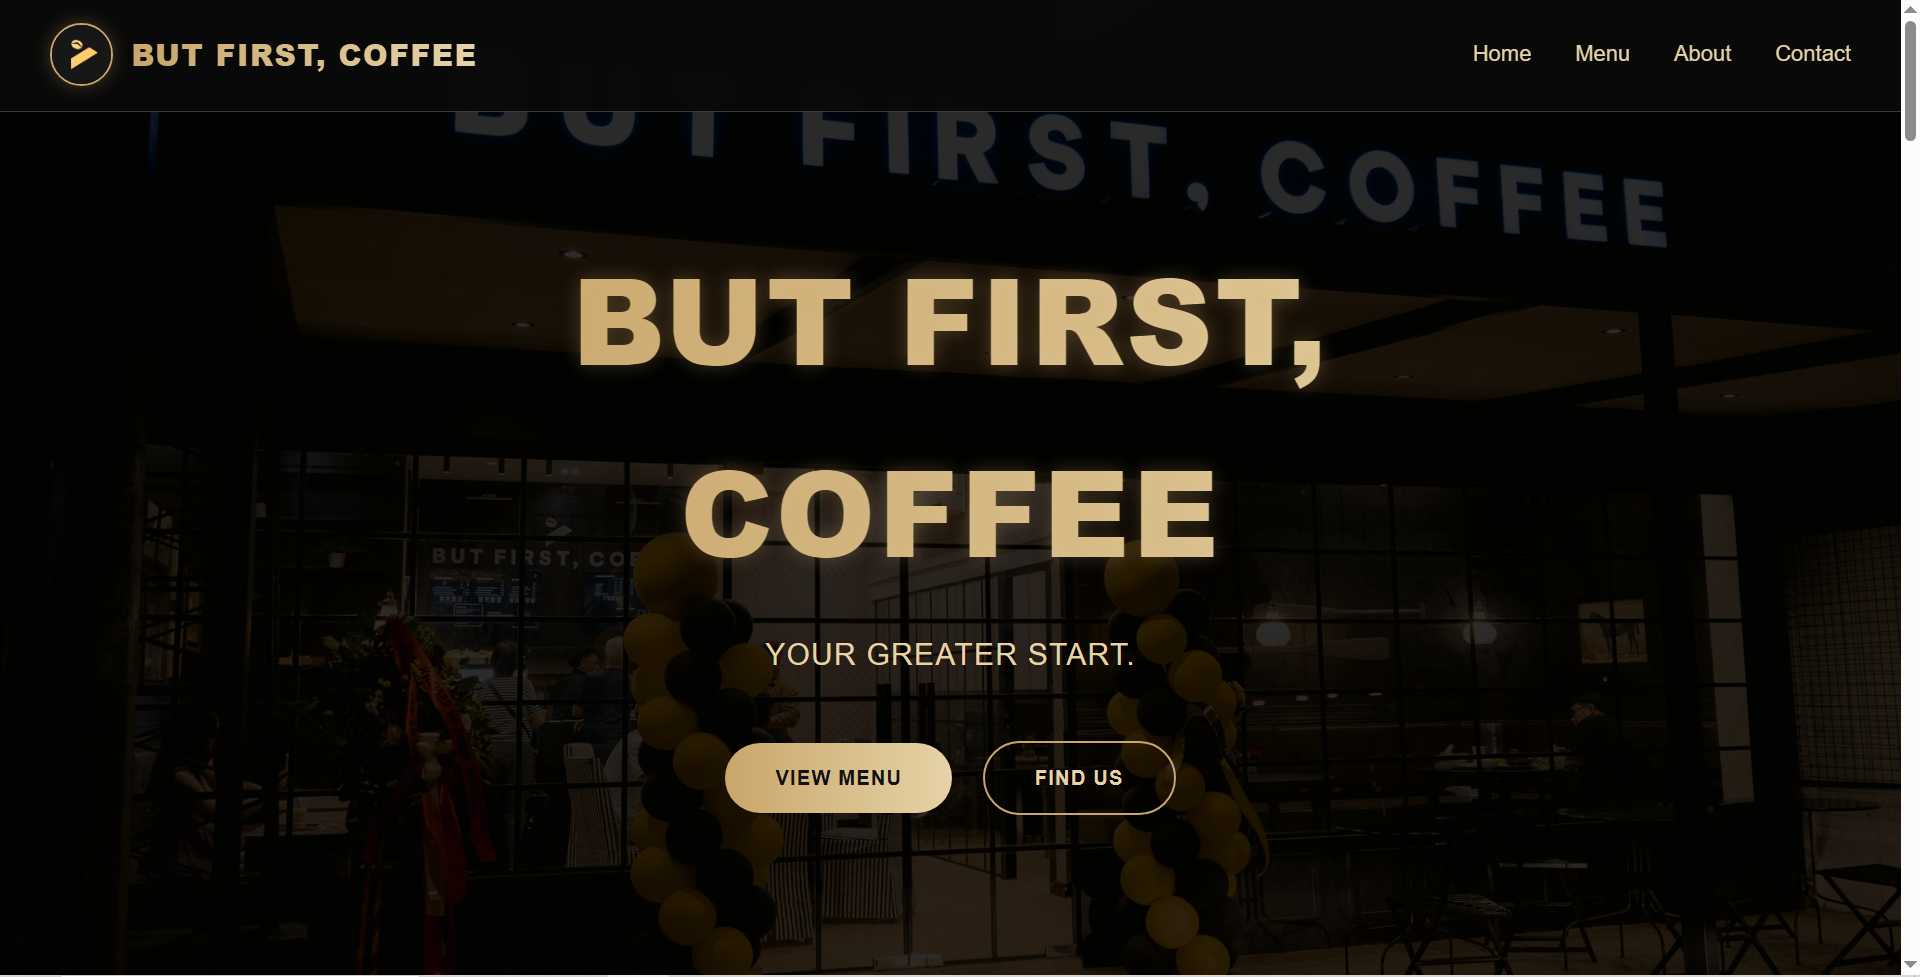 BUT FIRST, COFFEE
Home
Menu
About
Contact
BUT FIRST, COFFEE
BUT FIRST,
COFFEE
BUT FIRST, COF
YOUR GREATER START.
VIEW MENU
FIND US